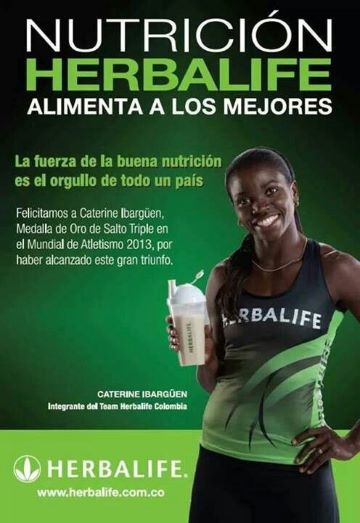 NUTRICIÓN
HERBALIFE
ALIMENTA A LOS MEJORES
La fuerza de la buena nutrición
es el orgullo de todo un país
Felicitamos a Caterine Ibargüen,
Medalla de Oro de Salto Triple en
el Mundial de Atletismo 2013, por
haber alcanzado este gran triunfo.
HERBALIFE
HERBALIFE
CATERINE IBARGÜEN
Integrante del Team Herbalife Colombia
HERBALIFE®
www.herbalife.com.co